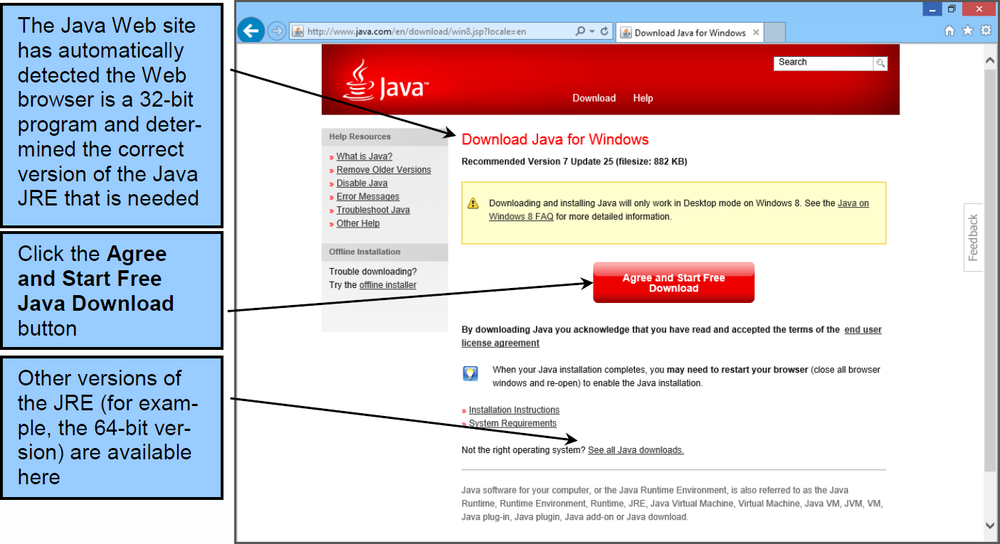 The Java Web site
has automatically
detected the Web
browser is a 32-bit
program and deter-
mined the correct
version of the Java
JRE that is needed
Click the Agree
and Start Free
Java Download
button
Other versions of
the JRE (for exam-
ple, the 64-bit ver-
sion) are available
here
http://www.java.com/en/download/win8.jsp?locale=en
Download Java for Windows
Java™
Search
Download Help
Help Resources
» What is Java?
» Remove Older Versions
» Disable Java
» Error Messages
» Troubleshoot Java
» Other Help
Offline Installation
Trouble downloading?
Try the offline installer
Download Java for Windows
Recommended Version 7 Update 25 (filesize: 882 KB)
Downloading and installing Java will only work in Desktop mode on Windows 8. See the Java on
Windows 8 FAQ for more detailed information.
Agree and Start Free
Download
By downloading Java you acknowledge that you have read and accepted the terms of the end user
license agreement
When your Java installation completes, you may need to restart your browser (close all browser
windows and re-open) to enable the Java installation.
» Installation Instructions
» System Requirements
Not the right operating system? See all Java downloads.
Java software for your computer, or the Java Runtime Environment, is also referred to as the Java
Runtime, Runtime Environment, Runtime, JRE, Java Virtual Machine, Virtual Machine, Java VM, JVM, VM,
Java plug-in, Java plugin, Java add-on or Java download.
Feedback